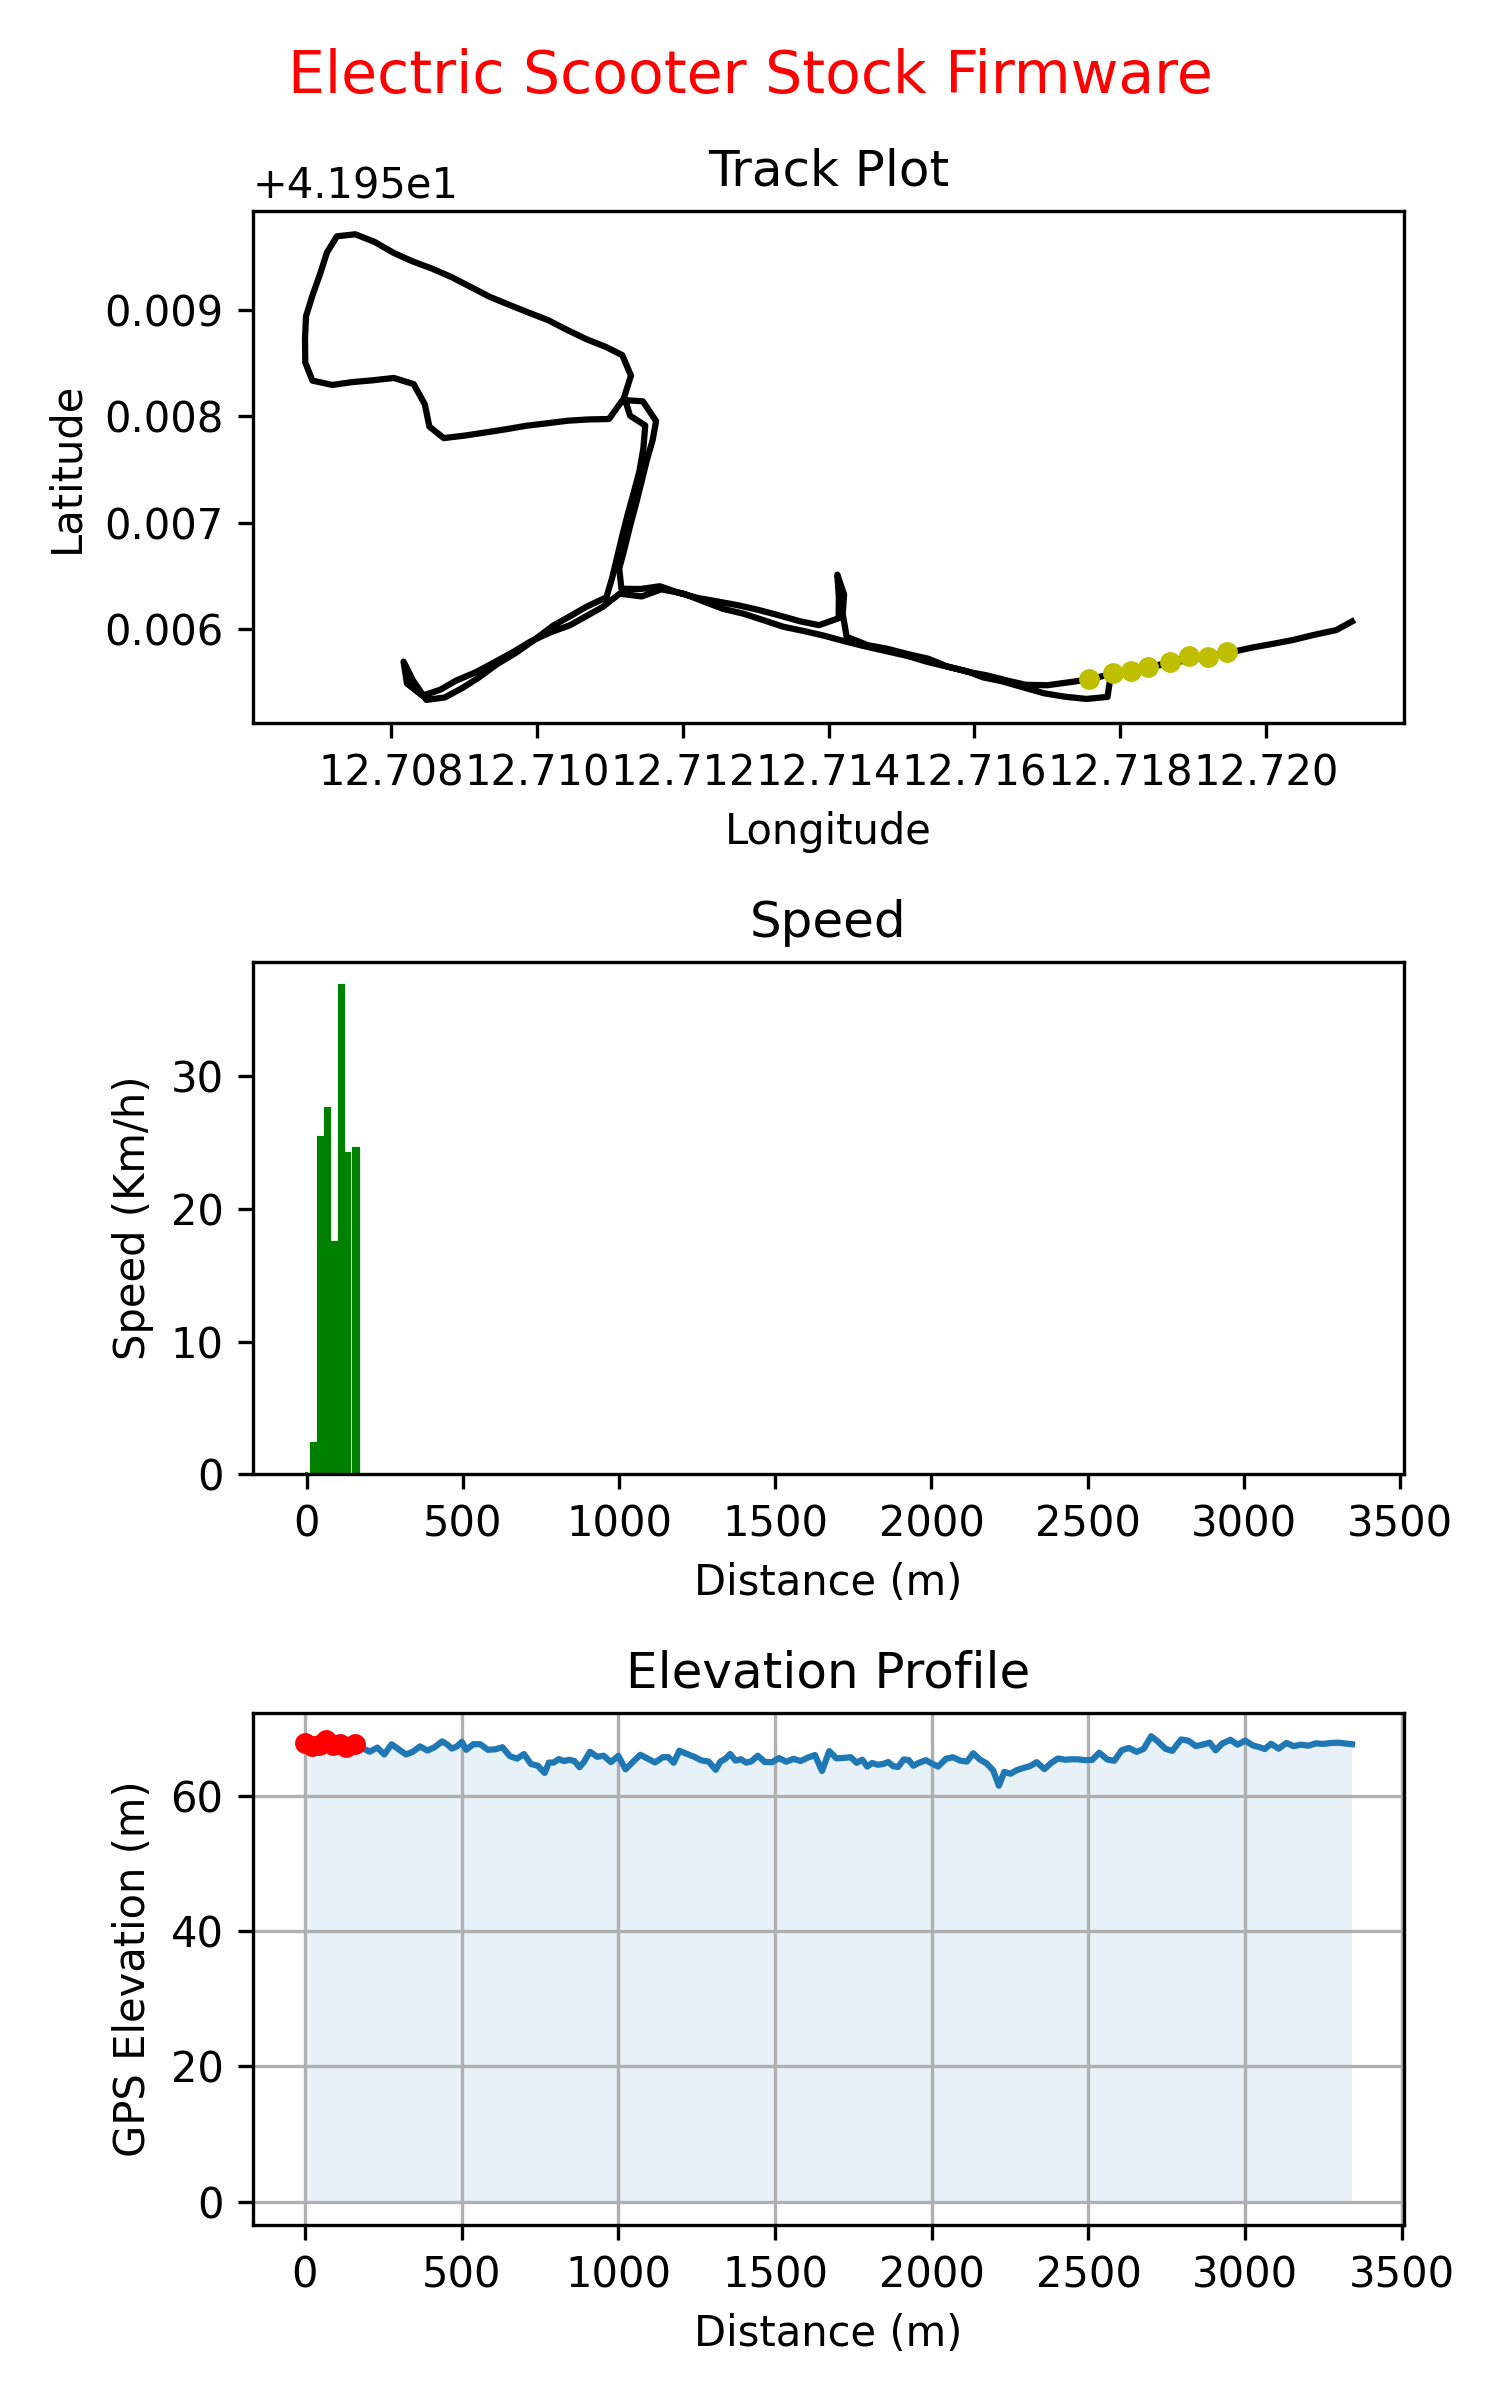 Electric Scooter Stock Firmware
Track Plot
+4.195e1
0.009
0.008
0.007
0.006
Latitude
12.708 12.710 12.712 12.714 12.716 12.718 12.720
Longitude
Speed
30
20
10
0
Speed (Km/h)
0 500 1000 1500 2000 2500 3000 3500
Distance (m)
Elevation Profile
60
40
20
0
GPS Elevation (m)
0 500 1000 1500 2000 2500 3000 3500
Distance (m)